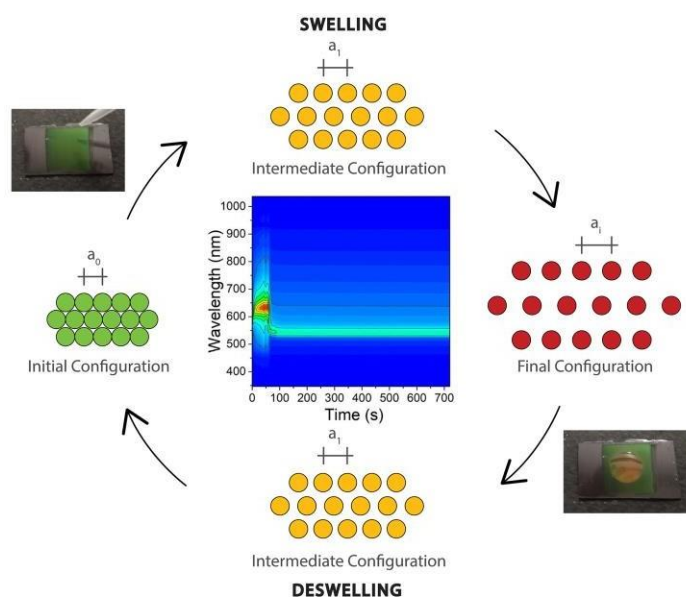 SWELLING
a1
Intermediate Configuration
a0
Initial Configuration
ai
Final Configuration
1000
900
800
700
600
500
400
Wavelength (nm)
0 100 200 300 400 500 600 700
Time (s)
a1
Intermediate Configuration
DESWELLING